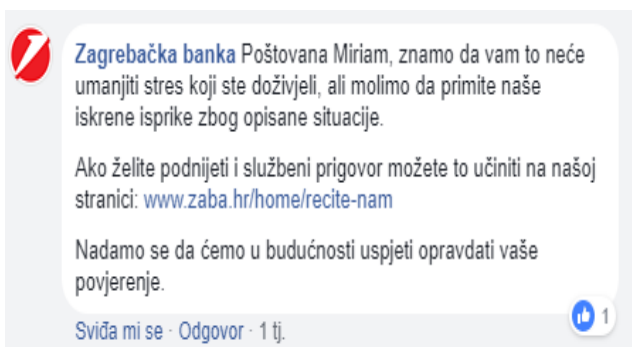 Zagrebačka banka Poštovana Miriam, znamo da vam to neće
umanjiti stres koji ste doživjeli, ali molimo da primite naše
iskrene isprike zbog opisane situacije.
Ako želite podnijeti i službeni prigovor možete to učiniti na našoj
stranici: www.zaba.hr/home/recite-nam
Nadamo se da ćemo u budućnosti uspjeti opravdati vaše
povjerenje.
1
Sviđa mi se · Odgovor · 1 tj.